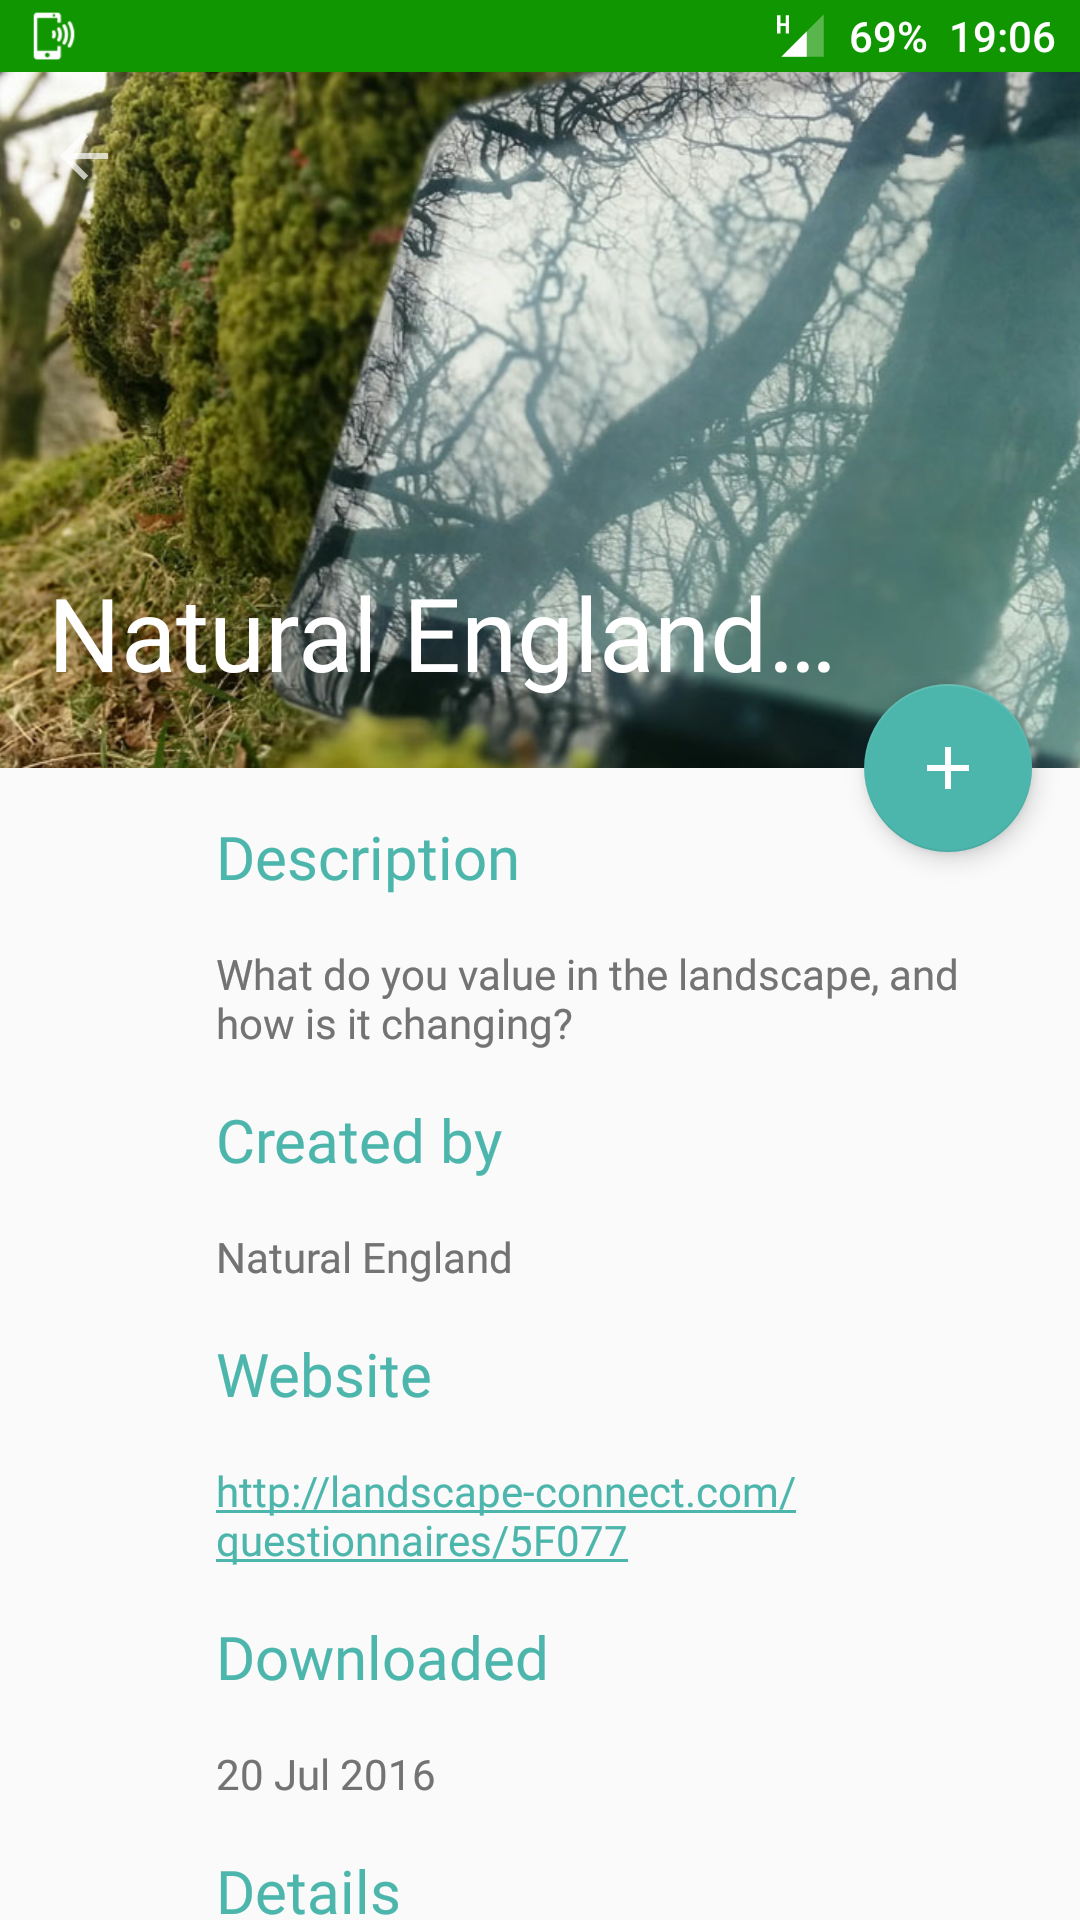 H 69% 19:06
Natural England...
Description
What do you value in the landscape, and
how is it changing?
Created by
Natural England
Website
http://landscape-connect.com/
questionnaires/5F077
Downloaded
20 Jul 2016
Details